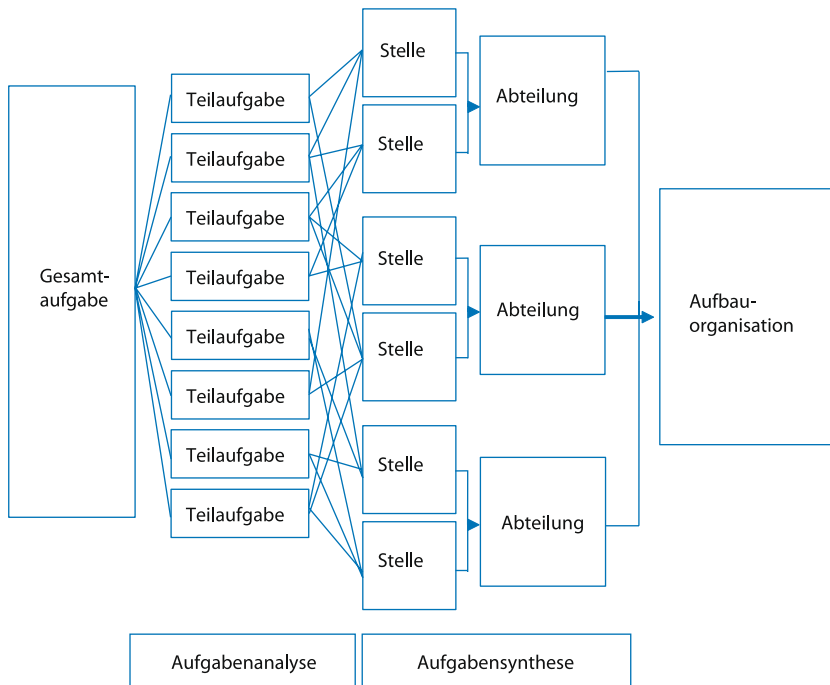 Gesamt-
aufgabe
Teilaufgabe
Teilaufgabe
Teilaufgabe
Teilaufgabe
Teilaufgabe
Teilaufgabe
Teilaufgabe
Teilaufgabe
Stelle
Stelle
Stelle
Stelle
Stelle
Stelle
Abteilung
Abteilung
Abteilung
Aufbau-
organisation
Aufgabenanalyse
Aufgabensynthese